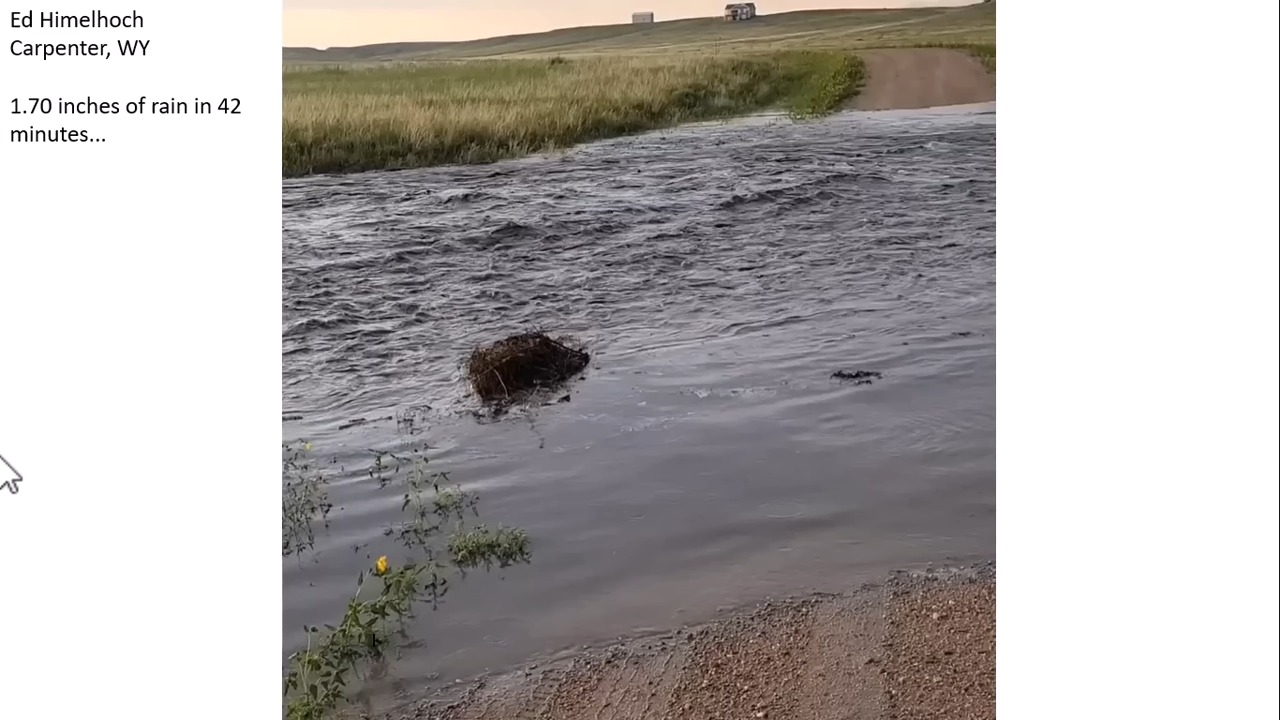 Ed Himelhoch
Carpenter, WY
1.70 inches of rain in 42
minutes...